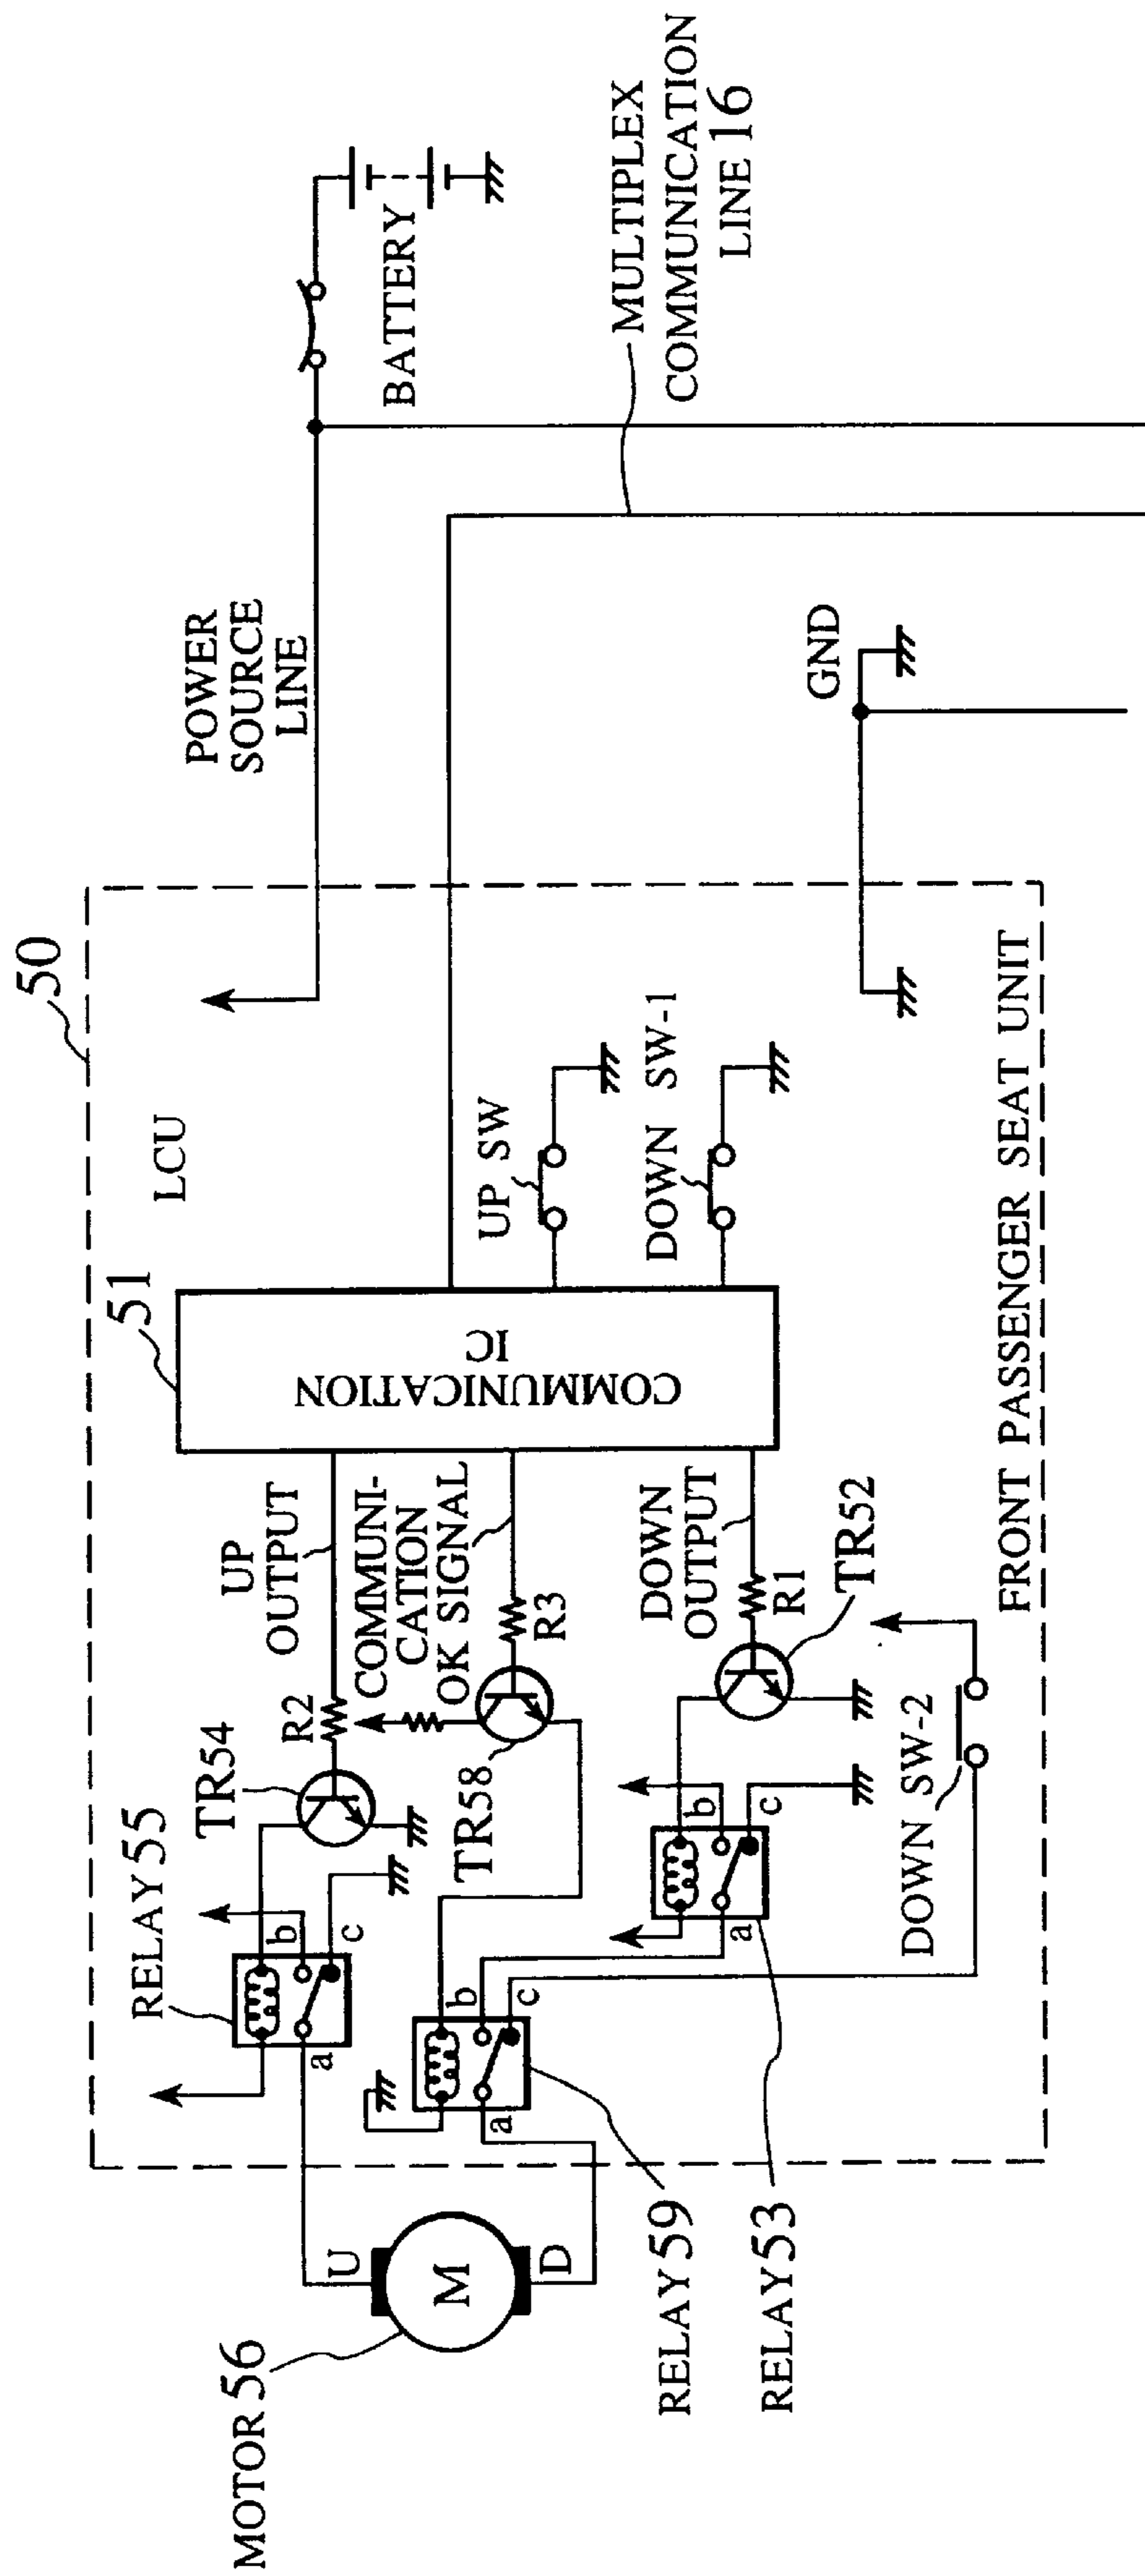 50
LCU
51
COMMUNICATION
IC
POWER
SOURCE
LINE
BATTERY
MULTIPLEX
COMMUNICATION
LINE 16
GND
UP SW
DOWN SW-1
UP
OUTPUT
COMMUNI-
CATION
OK SIGNAL
DOWN
OUTPUT
R2
R3
R1
TR54
TR58
TR52
RELAY 55
a
b
c
a
b
c
a
b
c
DOWN SW-2
FRONT PASSENGER SEAT UNIT
U
M
D
MOTOR 56
RELAY 59
RELAY 53